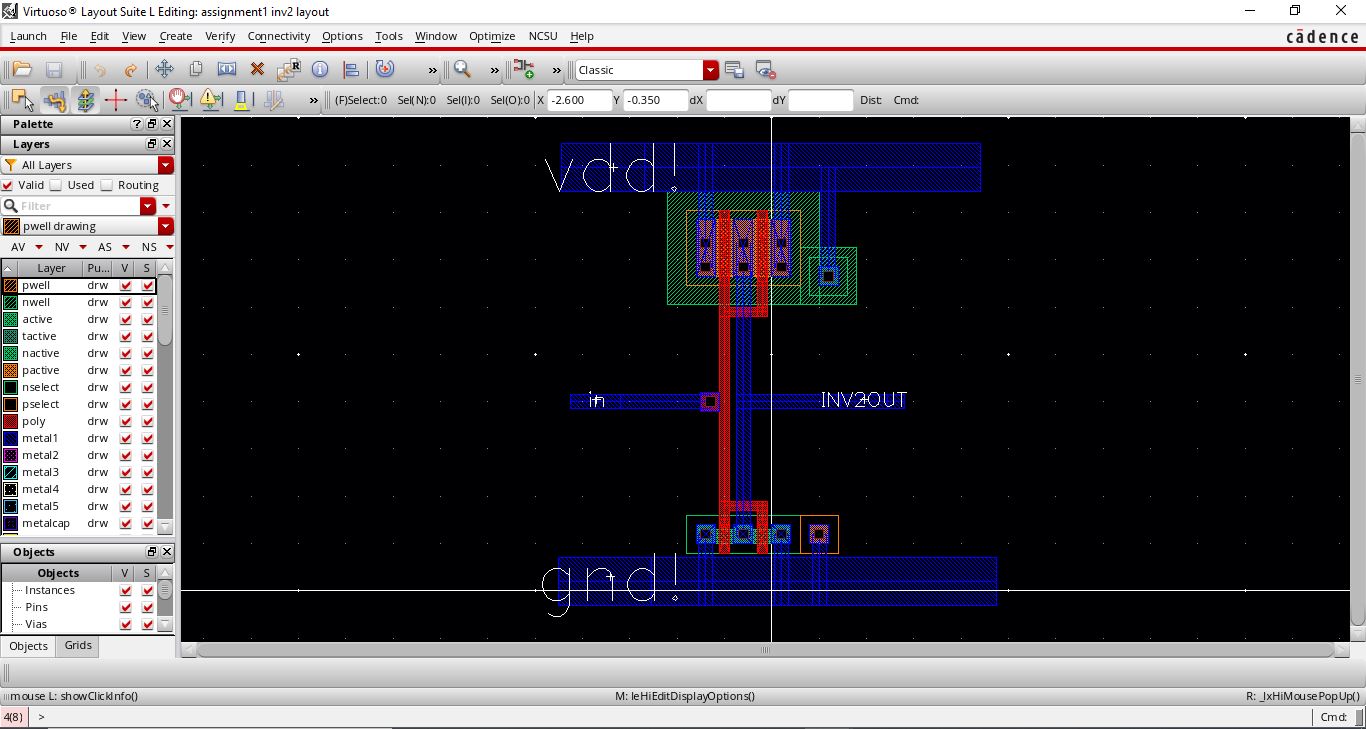 Virtuoso® Layout Suite L Editing: assignment1 inv2 layout
Launch File Edit View Create Verify Connectivity Options Tools Window Optimize NCSU Help
cādence
Classic
(F)Select:0 Sel(N):0 Sel(I):0 Sel(O):0 X -2.600 Y -0.350 dX dY Dist: Cmd:
Palette ?
Layers
All Layers
Valid Used Routing
Filter
pwell drawing
AV NV AS NS
Layer Pu... V S
pwell drw
nwell drw
active drw
tactive drw
nactive drw
pactive drw
nselect drw
pselect drw
poly drw
metal1 drw
metal2 drw
metal3 drw
metal4 drw
metal5 drw
metalcap drw
Objects
Objects V S
Instances
Pins
Vias
Objects Grids
vdd!
in
INV2OUT
gnd!
mouse L: showClickInfo() M: leHiEditDisplayOptions() R: _lxHiMousePopUp()
4(8) > Cmd: